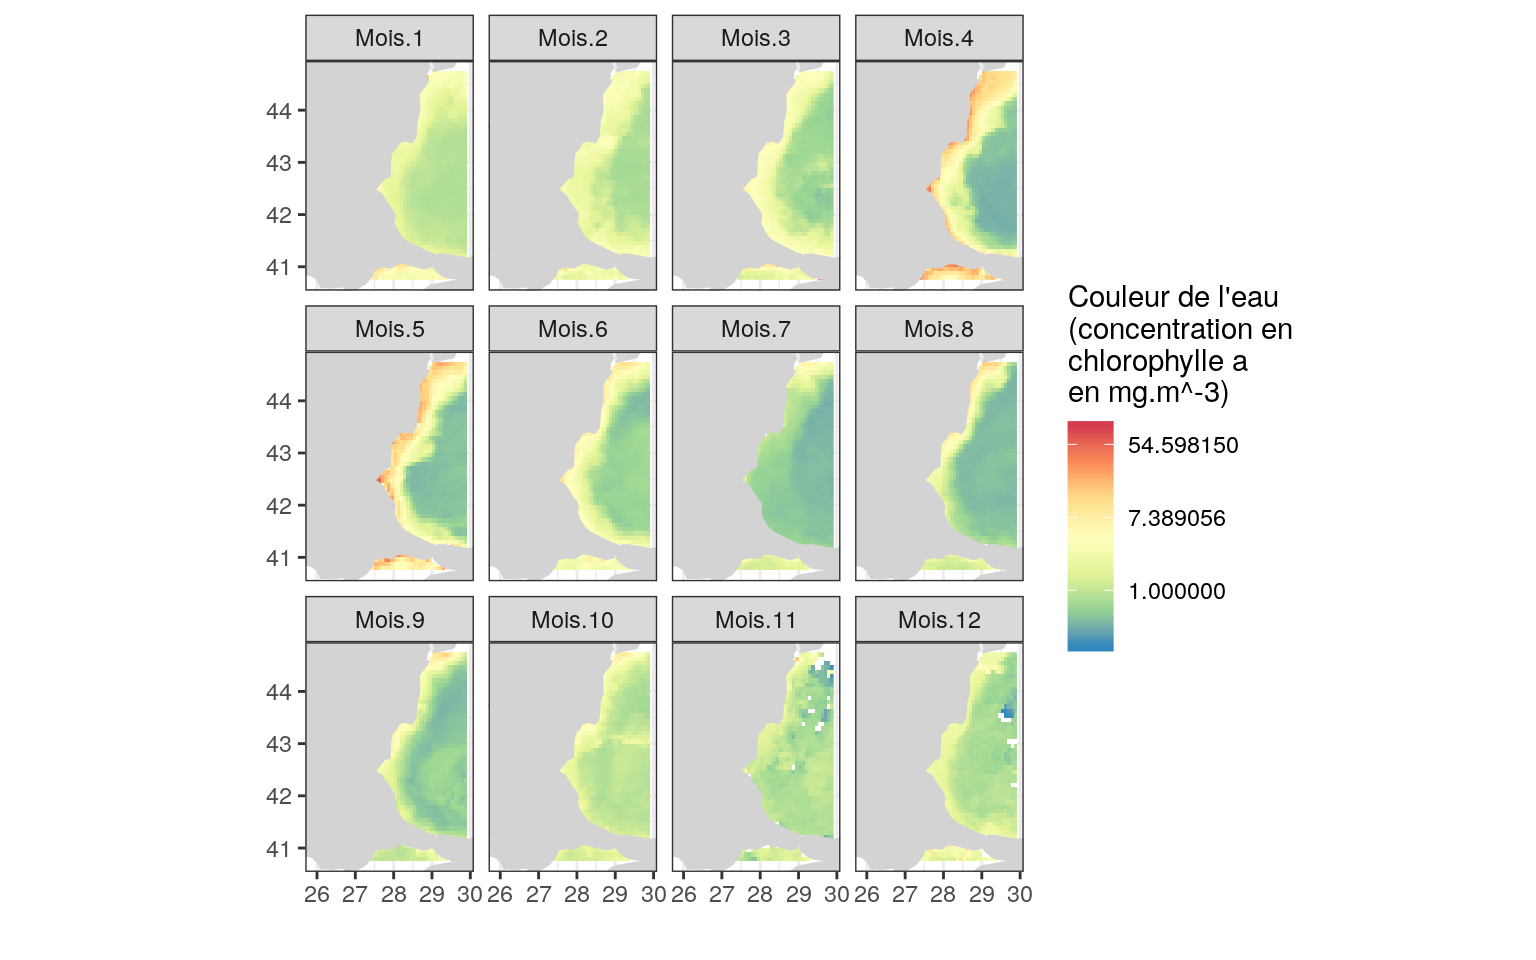 Mois.1 Mois.2 Mois.3 Mois.4
44
43
42
41
Mois.5 Mois.6 Mois.7 Mois.8
44
43
42
41
Mois.9 Mois.10 Mois.11 Mois.12
44
43
42
41
26 27 28 29 30 26 27 28 29 30 26 27 28 29 30 26 27 28 29 30
Couleur de l'eau
(concentration en
chlorophylle a
en mg.m^-3)
54.598150
7.389056
1.000000